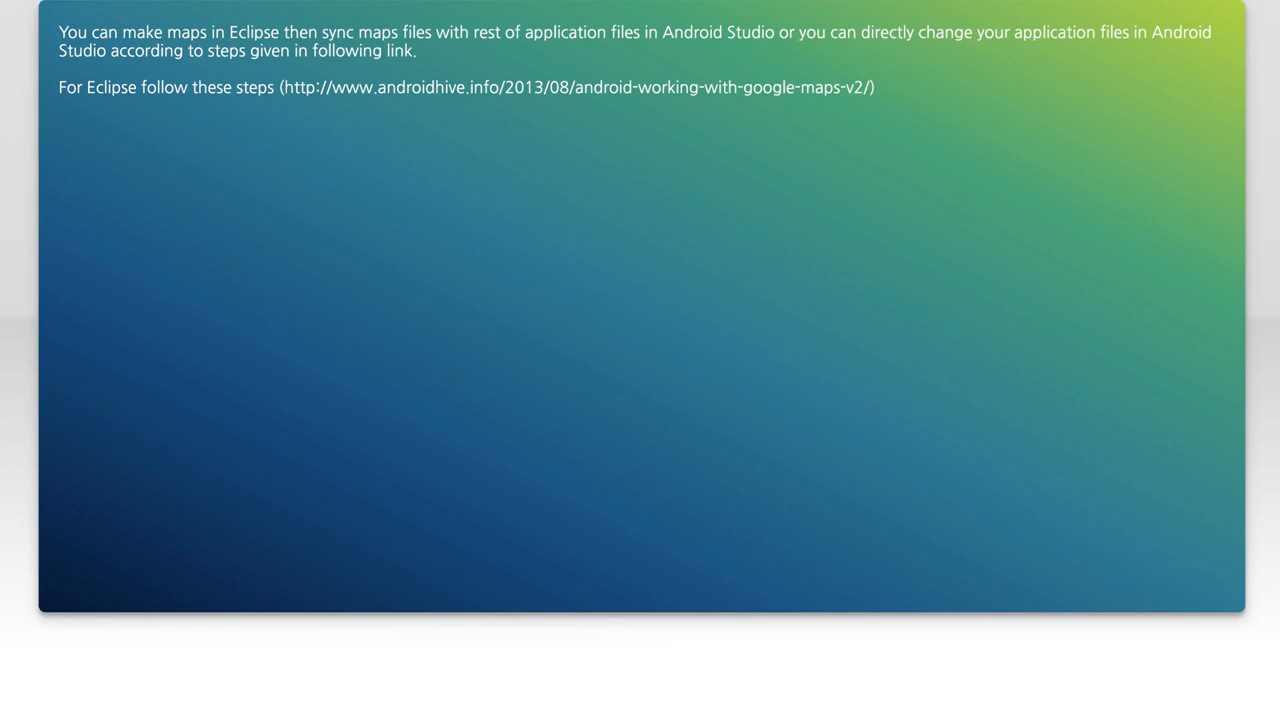 You can make maps in Eclipse then sync maps files with rest of application files in Android Studio or you can directly change your application files in Android
Studio according to steps given in following link.
For Eclipse follow these steps (http://www.androidhive.info/2013/08/android-working-with-google-maps-v2/)